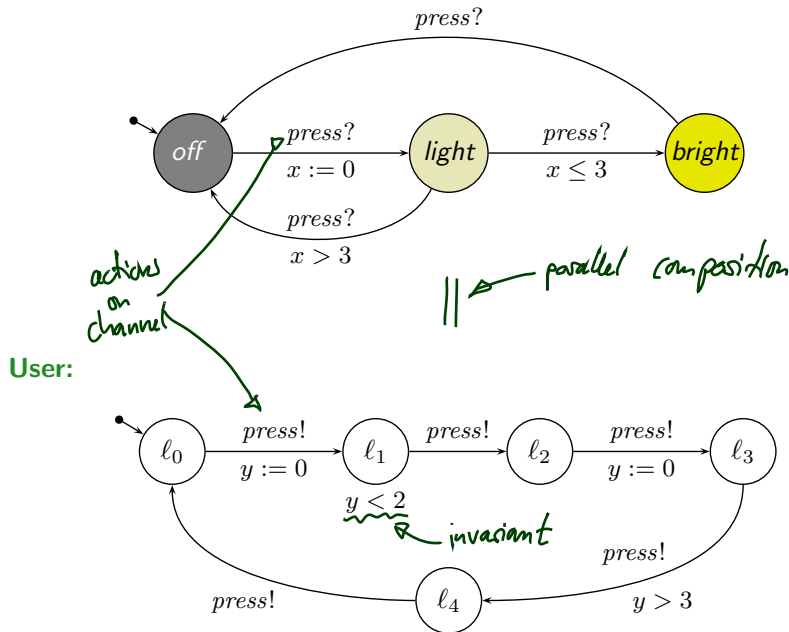 press?
off
press?
x := 0
light
press?
x ≤ 3
bright
press?
x > 3
actions
on
channel
|| parallel composition
User:
ℓ0
press!
y := 0
ℓ1
press!
ℓ2
press!
y := 0
ℓ3
y < 2
invariant
press!
y > 3
press!
ℓ4